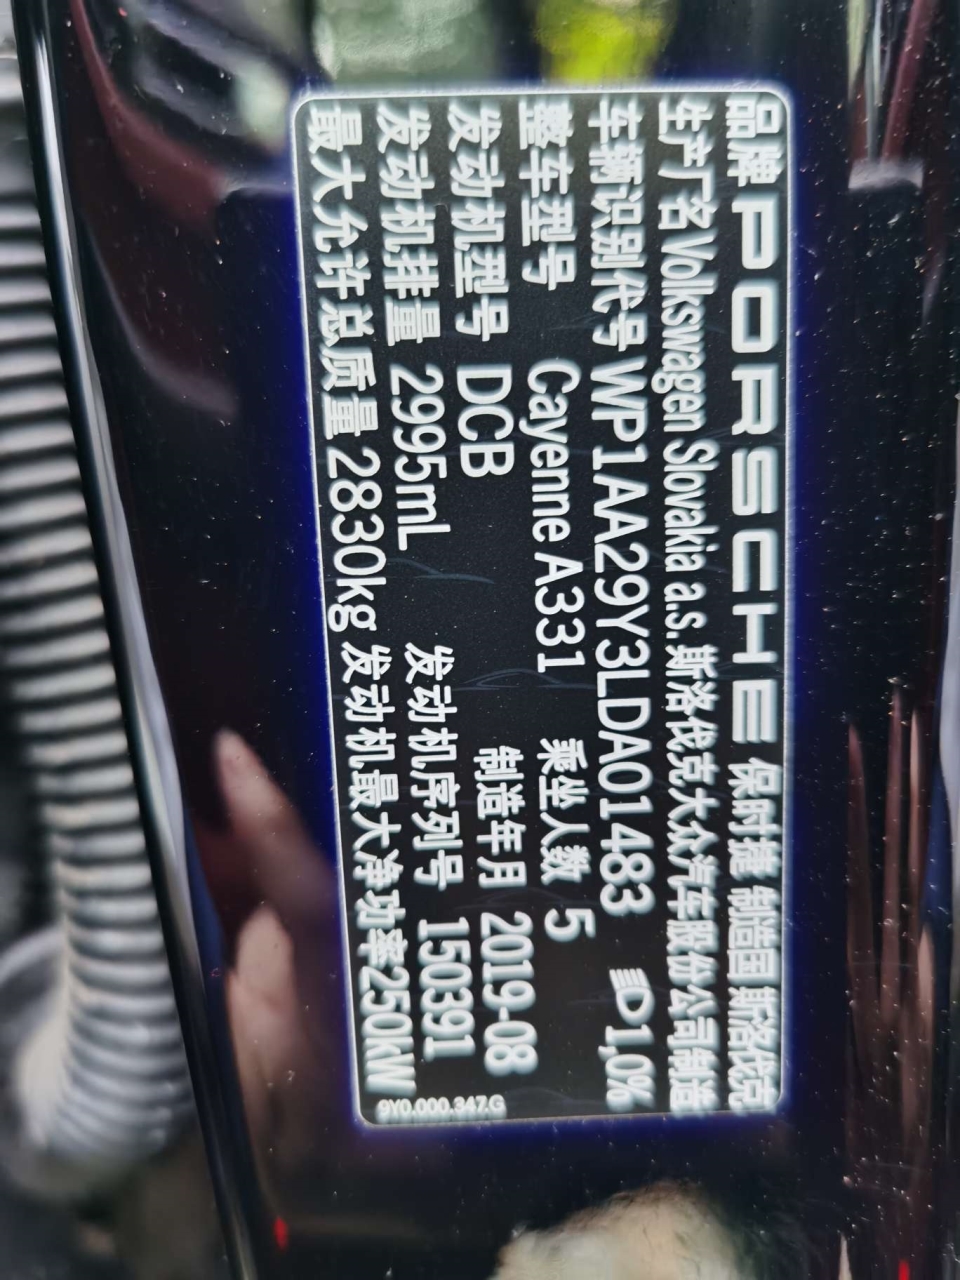 品牌 PORSCHE 保时捷 制造国 斯洛伐克
生产厂名 Volkswagen Slovakia a.s. 斯洛伐克大众汽车股份公司制造
车辆识别代号 WP1AA29Y3LDA01483 1,0%
整车型号 Cayenne A331 乘坐人数 5
发动机型号 DCB 制造年月 2019-08
发动机排量 2995mL 发动机序列号 150391
最大允许总质量 2830kg 发动机最大净功率250kW
9Y0.000.347.G